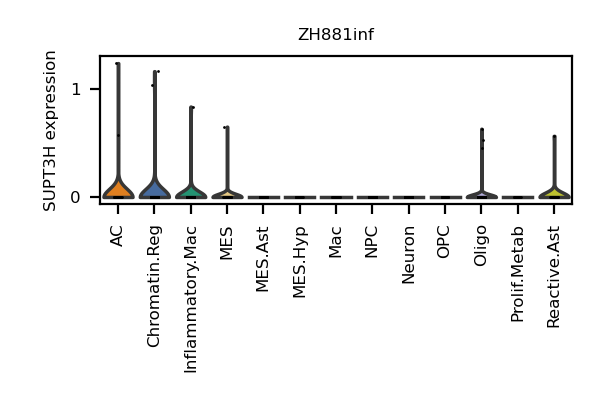 ZH881inf
SUPT3H expression
1
0
AC
Chromatin.Reg
Inflammatory.Mac
MES
MES.Ast
MES.Hyp
Mac
NPC
Neuron
OPC
Oligo
Prolif.Metab
Reactive.Ast